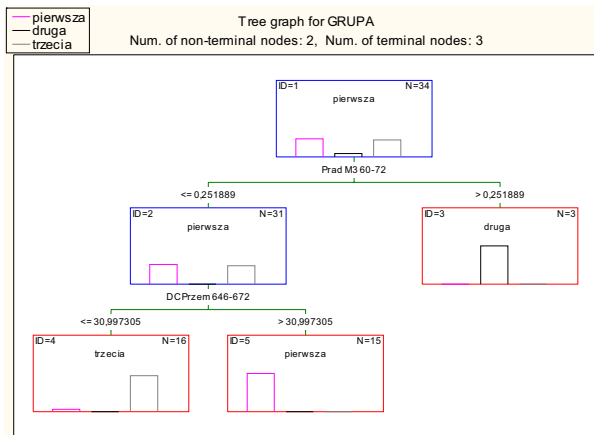 pierwsza
druga
trzecia
Tree graph for GRUPA
Num. of non-terminal nodes: 2, Num. of terminal nodes: 3
ID=1 N=34
pierwsza
Prad M3 60-72
<= 0,251889 > 0,251889
ID=2 N=31
pierwsza
ID=3 N=3
druga
DCPrzem 646-672
<= 30,997305 > 30,997305
ID=4 N=16
trzecia
ID=5 N=15
pierwsza